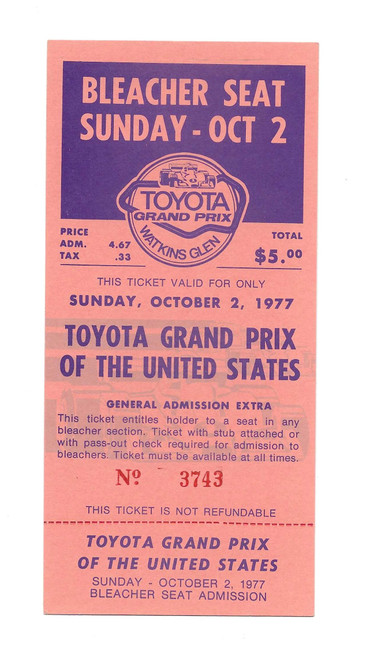 BLEACHER SEAT
SUNDAY - OCT 2
TOYOTA
GRAND PRIX
WATKINS GLEN
PRICE
ADM. 4.67
TAX .33
TOTAL
$5.00
THIS TICKET VALID FOR ONLY
SUNDAY, OCTOBER 2, 1977
TOYOTA GRAND PRIX
OF THE UNITED STATES
GENERAL ADMISSION EXTRA
This ticket entitles holder to a seat in any
bleacher section. Ticket with stub attached or
with pass-out check required for admission to
bleachers. Ticket must be available at all times.
Nº 3743
THIS TICKET IS NOT REFUNDABLE
TOYOTA GRAND PRIX
OF THE UNITED STATES
SUNDAY - OCTOBER 2, 1977
BLEACHER SEAT ADMISSION